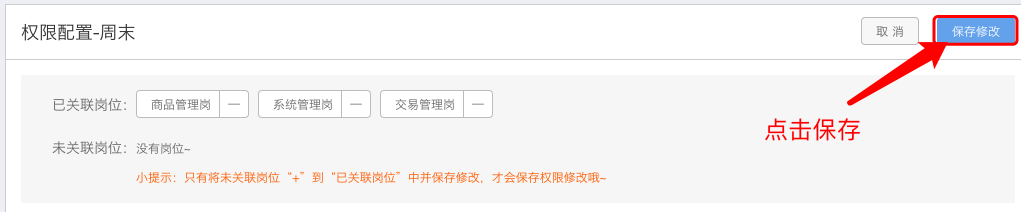 权限配置-周末
取 消
保存修改
已关联岗位：
商品管理岗 —
系统管理岗 —
交易管理岗 —
点击保存
未关联岗位：没有岗位~
小提示：只有将未关联岗位“+”到“已关联岗位”中并保存修改，才会保存权限修改哦~